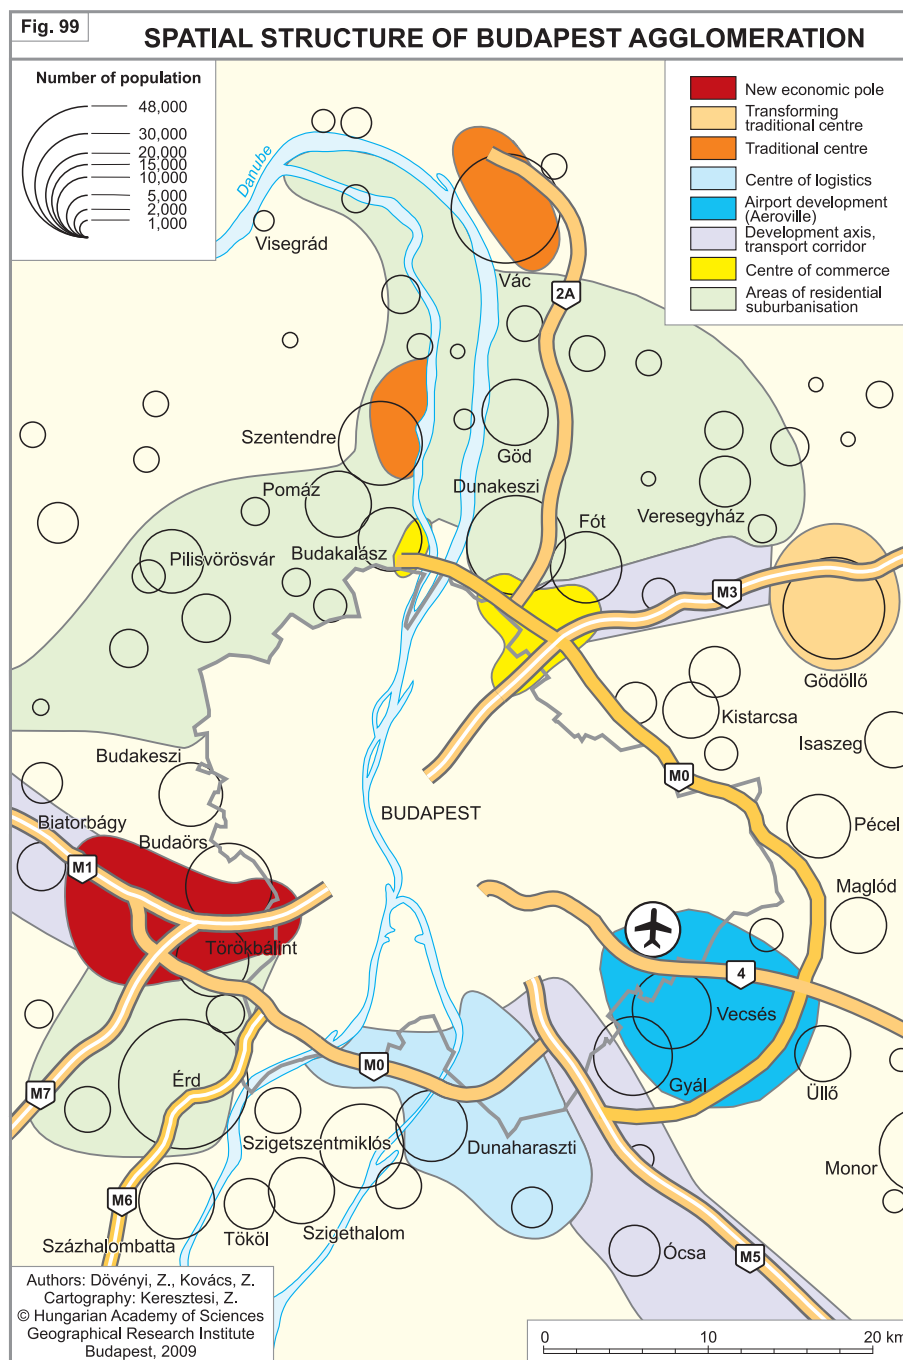 Fig. 99
SPATIAL STRUCTURE OF BUDAPEST AGGLOMERATION
Number of population
48,000
30,000
20,000
15,000
10,000
5,000
2,000
1,000
New economic pole
Transforming
traditional centre
Traditional centre
Centre of logistics
Airport development
(Aeroville)
Development axis,
transport corridor
Centre of commerce
Areas of residential
suburbanisation
Danube
Visegrád
Vác
2A
Szentendre
Göd
Pomáz
Dunakeszi
Fót
Veresegyház
Budakalász
Pilisvörösvár
M3
Gödöllő
Kistarcsa
Isaszeg
Budakeszi
M0
BUDAPEST
Biatorbágy
Budaörs
Pécel
M1
Maglód
Törökbálint
4
Vecsés
M0
Érd
Gyál
Üllő
M7
Szigetszentmiklós
Dunaharaszti
Monor
M6
Százhalombatta
Tököl
Szigethalom
Ócsa
M5
Authors: Dövényi, Z., Kovács, Z.
Cartography: Keresztesi, Z.
© Hungarian Academy of Sciences
Geographical Research Institute
Budapest, 2009
0 10 20 km